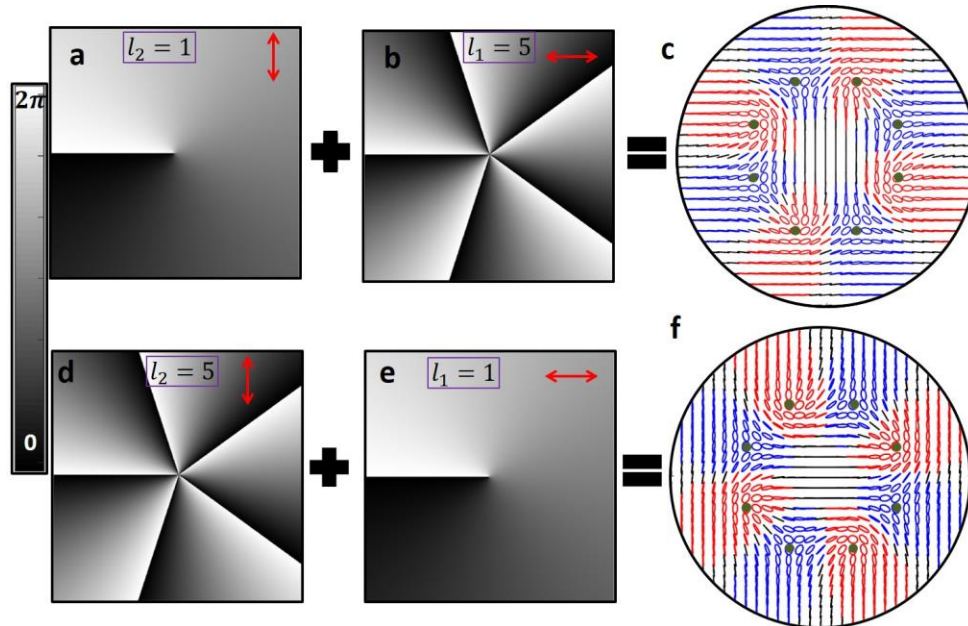 a
l₂ = 1
b
l₁ = 5
c
2π
0
d
l₂ = 5
e
l₁ = 1
f